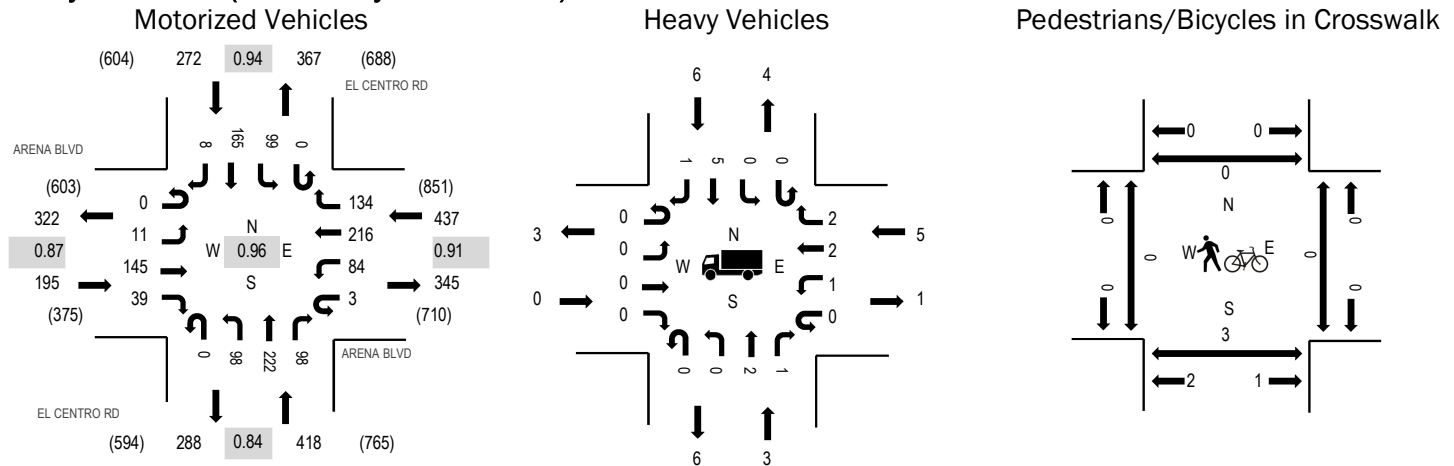 Motorized Vehicles
Heavy Vehicles
Pedestrians/Bicycles in Crosswalk
(604) 272 0.94 367 (688)
EL CENTRO RD
8 165 99 0
ARENA BLVD
(603)
322
0.87
195
(375)
0
11
145
39
N
W 0.96 E
S
134
216
84
3
(851)
437
0.91
345
(710)
0 98 222 98
ARENA BLVD
EL CENTRO RD
(594) 288 0.84 418 (765)
6 4
1 5 0 0
3
0
0
0
0
0
N
W E
S
2
2
1
0
5
1
0 0 2 1
6 3
0 0
0
0
0
0
N
W E
S
0
0
0
3
2 1